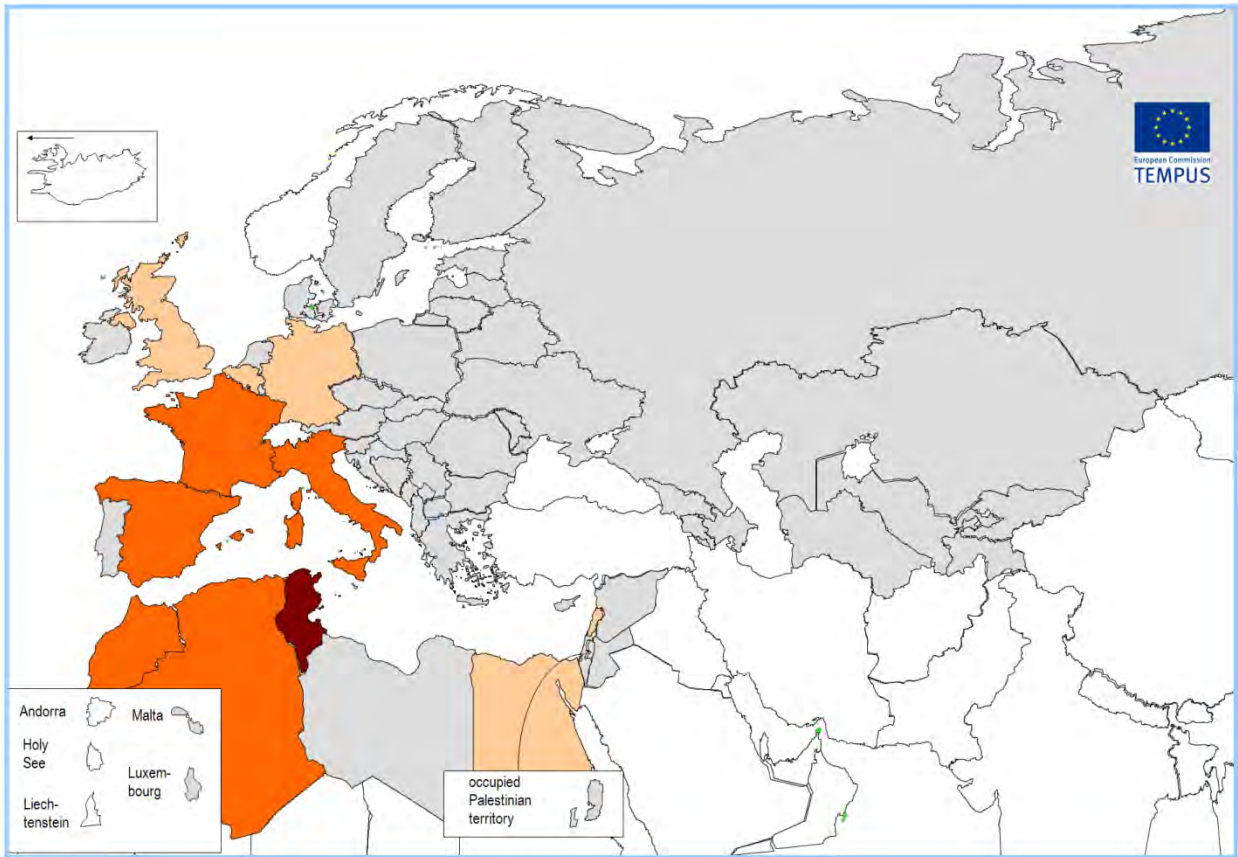 European Commission
TEMPUS
Andorra
Malta
Holy
See
Luxem-
bourg
Liech-
tenstein
occupied
Palestinian
territory